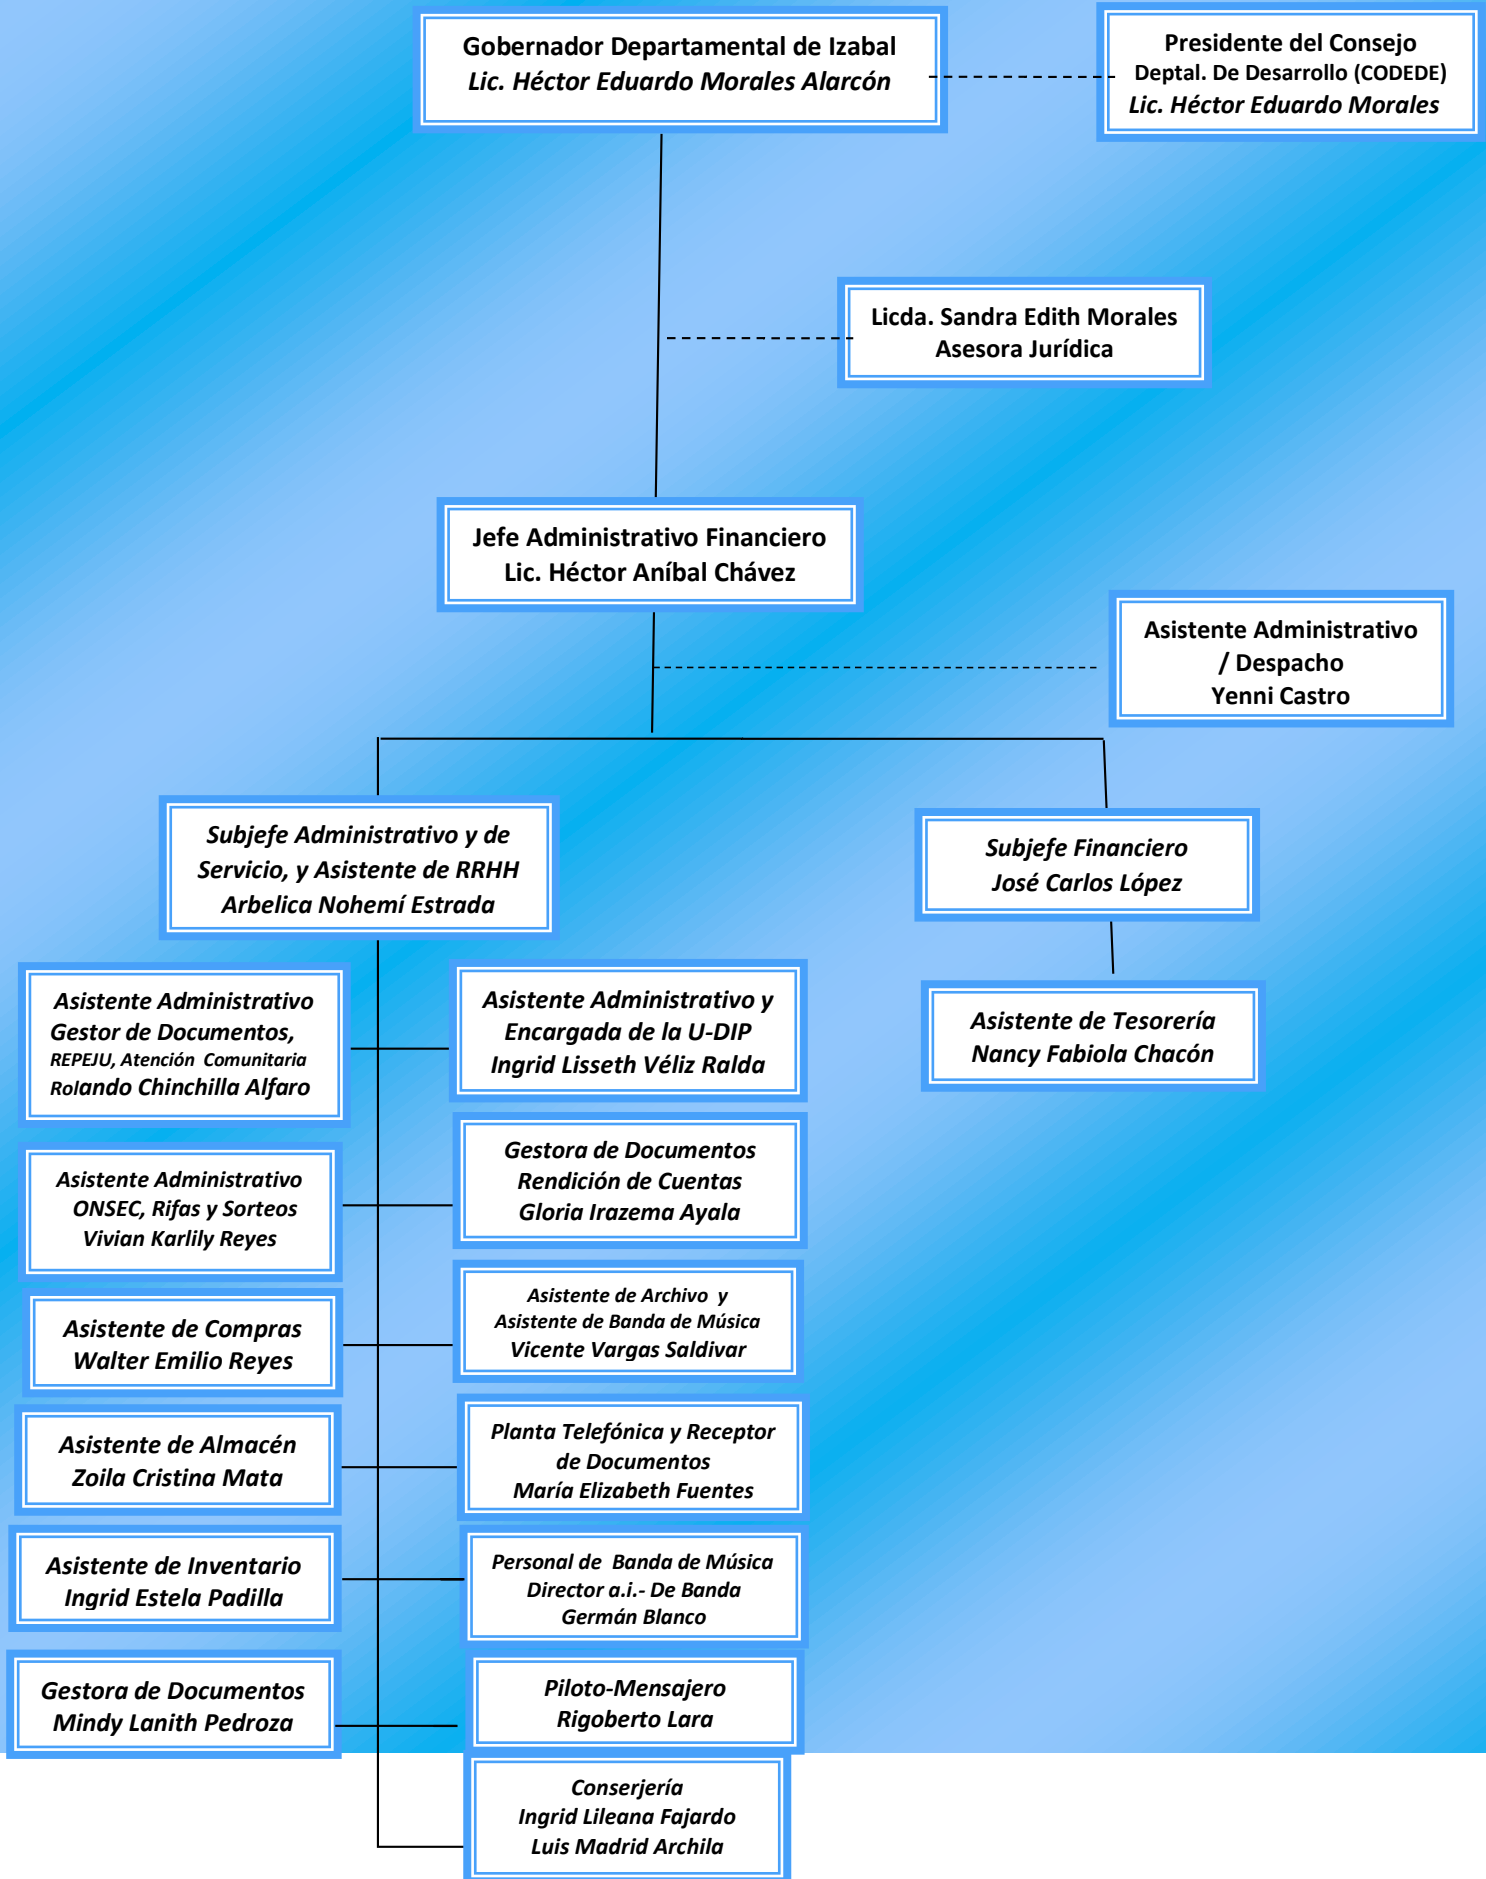 Gobernador Departamental de Izabal
Lic. Héctor Eduardo Morales Alarcón
Presidente del Consejo
Deptal. De Desarrollo (CODEDE)
Lic. Héctor Eduardo Morales
Licda. Sandra Edith Morales
Asesora Jurídica
Jefe Administrativo Financiero
Lic. Héctor Aníbal Chávez
Asistente Administrativo
/ Despacho
Yenni Castro
Subjefe Administrativo y de
Servicio, y Asistente de RRHH
Arbelica Nohemí Estrada
Subjefe Financiero
José Carlos López
Asistente Administrativo
Gestor de Documentos,
REPEJU, Atención Comunitaria
Rolando Chinchilla Alfaro
Asistente Administrativo y
Encargada de la U-DIP
Ingrid Lisseth Véliz Ralda
Asistente de Tesorería
Nancy Fabiola Chacón
Asistente Administrativo
ONSEC, Rifas y Sorteos
Vivian Karlily Reyes
Gestora de Documentos
Rendición de Cuentas
Gloria Irazema Ayala
Asistente de Compras
Walter Emilio Reyes
Asistente de Archivo y
Asistente de Banda de Música
Vicente Vargas Saldivar
Asistente de Almacén
Zoila Cristina Mata
Planta Telefónica y Receptor
de Documentos
María Elizabeth Fuentes
Asistente de Inventario
Ingrid Estela Padilla
Personal de Banda de Música
Director a.i.- De Banda
Germán Blanco
Gestora de Documentos
Mindy Lanith Pedroza
Piloto-Mensajero
Rigoberto Lara
Conserjería
Ingrid Lileana Fajardo
Luis Madrid Archila